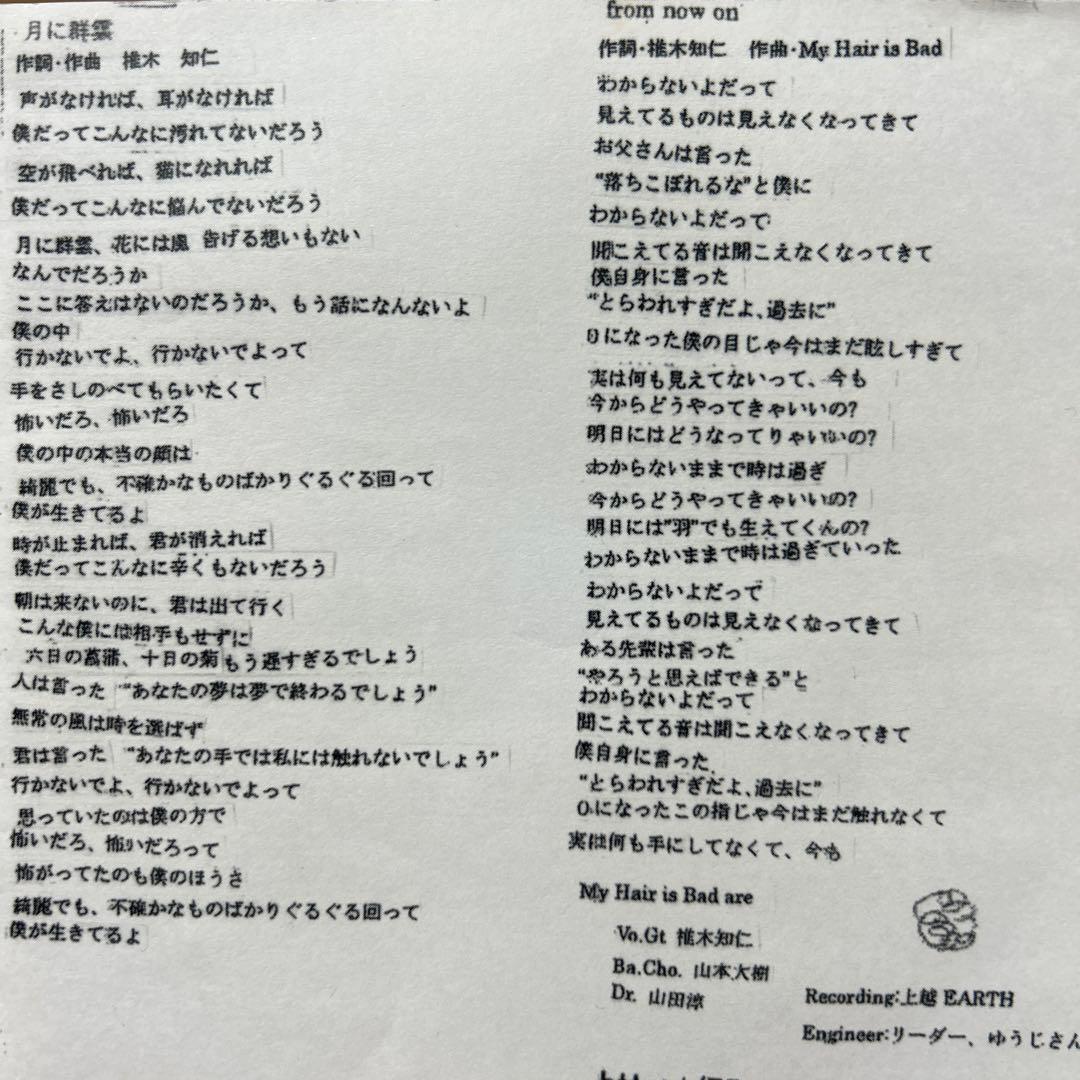 月に群雲
作詞・作曲 椎木 知仁
声がなければ、耳がなければ
僕だってこんなに汚れてないだろう
空が飛べれば、猫になれれば
僕だってこんなに悩んでないだろう
月に群雲、花には風 告げる想いもない
なんでだろうか
ここに答えはないのだろうか、もう話になんないよ
僕の中
行かないでよ、行かないでよって
手をさしのべてもらいたくて
怖いだろ、怖いだろ
僕の中の本当の顔は
綺麗でも、不確かなものばかりぐるぐる回って
僕が生きてるよ
時が止まれば、君が消えれば
僕だってこんなに辛くもないだろう
朝は来ないのに、君は出て行く
こんな僕には相手もせずに
六日の菖蒲、十日の菊もう遅すぎるでしょう
人は言った "あなたの夢は夢で終わるでしょう"
無常の風は時を選ばず
君は言った "あなたの手では私には触れないでしょう"
行かないでよ、行かないでよって
思っていたのは僕の方で
怖いだろ、怖いだろって
怖がってたのも僕のほうさ
綺麗でも、不確かなものばかりぐるぐる回って
僕が生きてるよ
from now on
作詞・椎木知仁 作曲・My Hair is Bad
わからないよだって
見えてるものは見えなくなってきて
お父さんは言った
"落ちこぼれるな"と僕に
わからないよだって
聞こえてる音は聞こえなくなってきて
僕自身に言った
"とらわれすぎだよ、過去に"
0になった僕の目じゃ今はまだ眩しすぎて
実は何も見えてないって、今も
今からどうやってきゃいいの?
明日にはどうなってりゃいいの?
わからないままで時は過ぎ
今からどうやってきゃいいの?
明日には"羽"でも生えてくんの?
わからないままで時は過ぎていった
わからないよだって
見えてるものは見えなくなってきて
ある先輩は言った
"やろうと思えばできる"と
わからないよだって
聞こえてる音は聞こえなくなってきて
僕自身に言った
"とらわれすぎだよ、過去に"
0になったこの指じゃ今はまだ触れなくて
実は何も手にしてなくて、今も
My Hair is Bad are
Vo.Gt 椎木知仁
Ba.Cho. 山本大樹
Dr. 山田淳
Recording:上越 EARTH
Engineer:リーダー、ゆうじさん